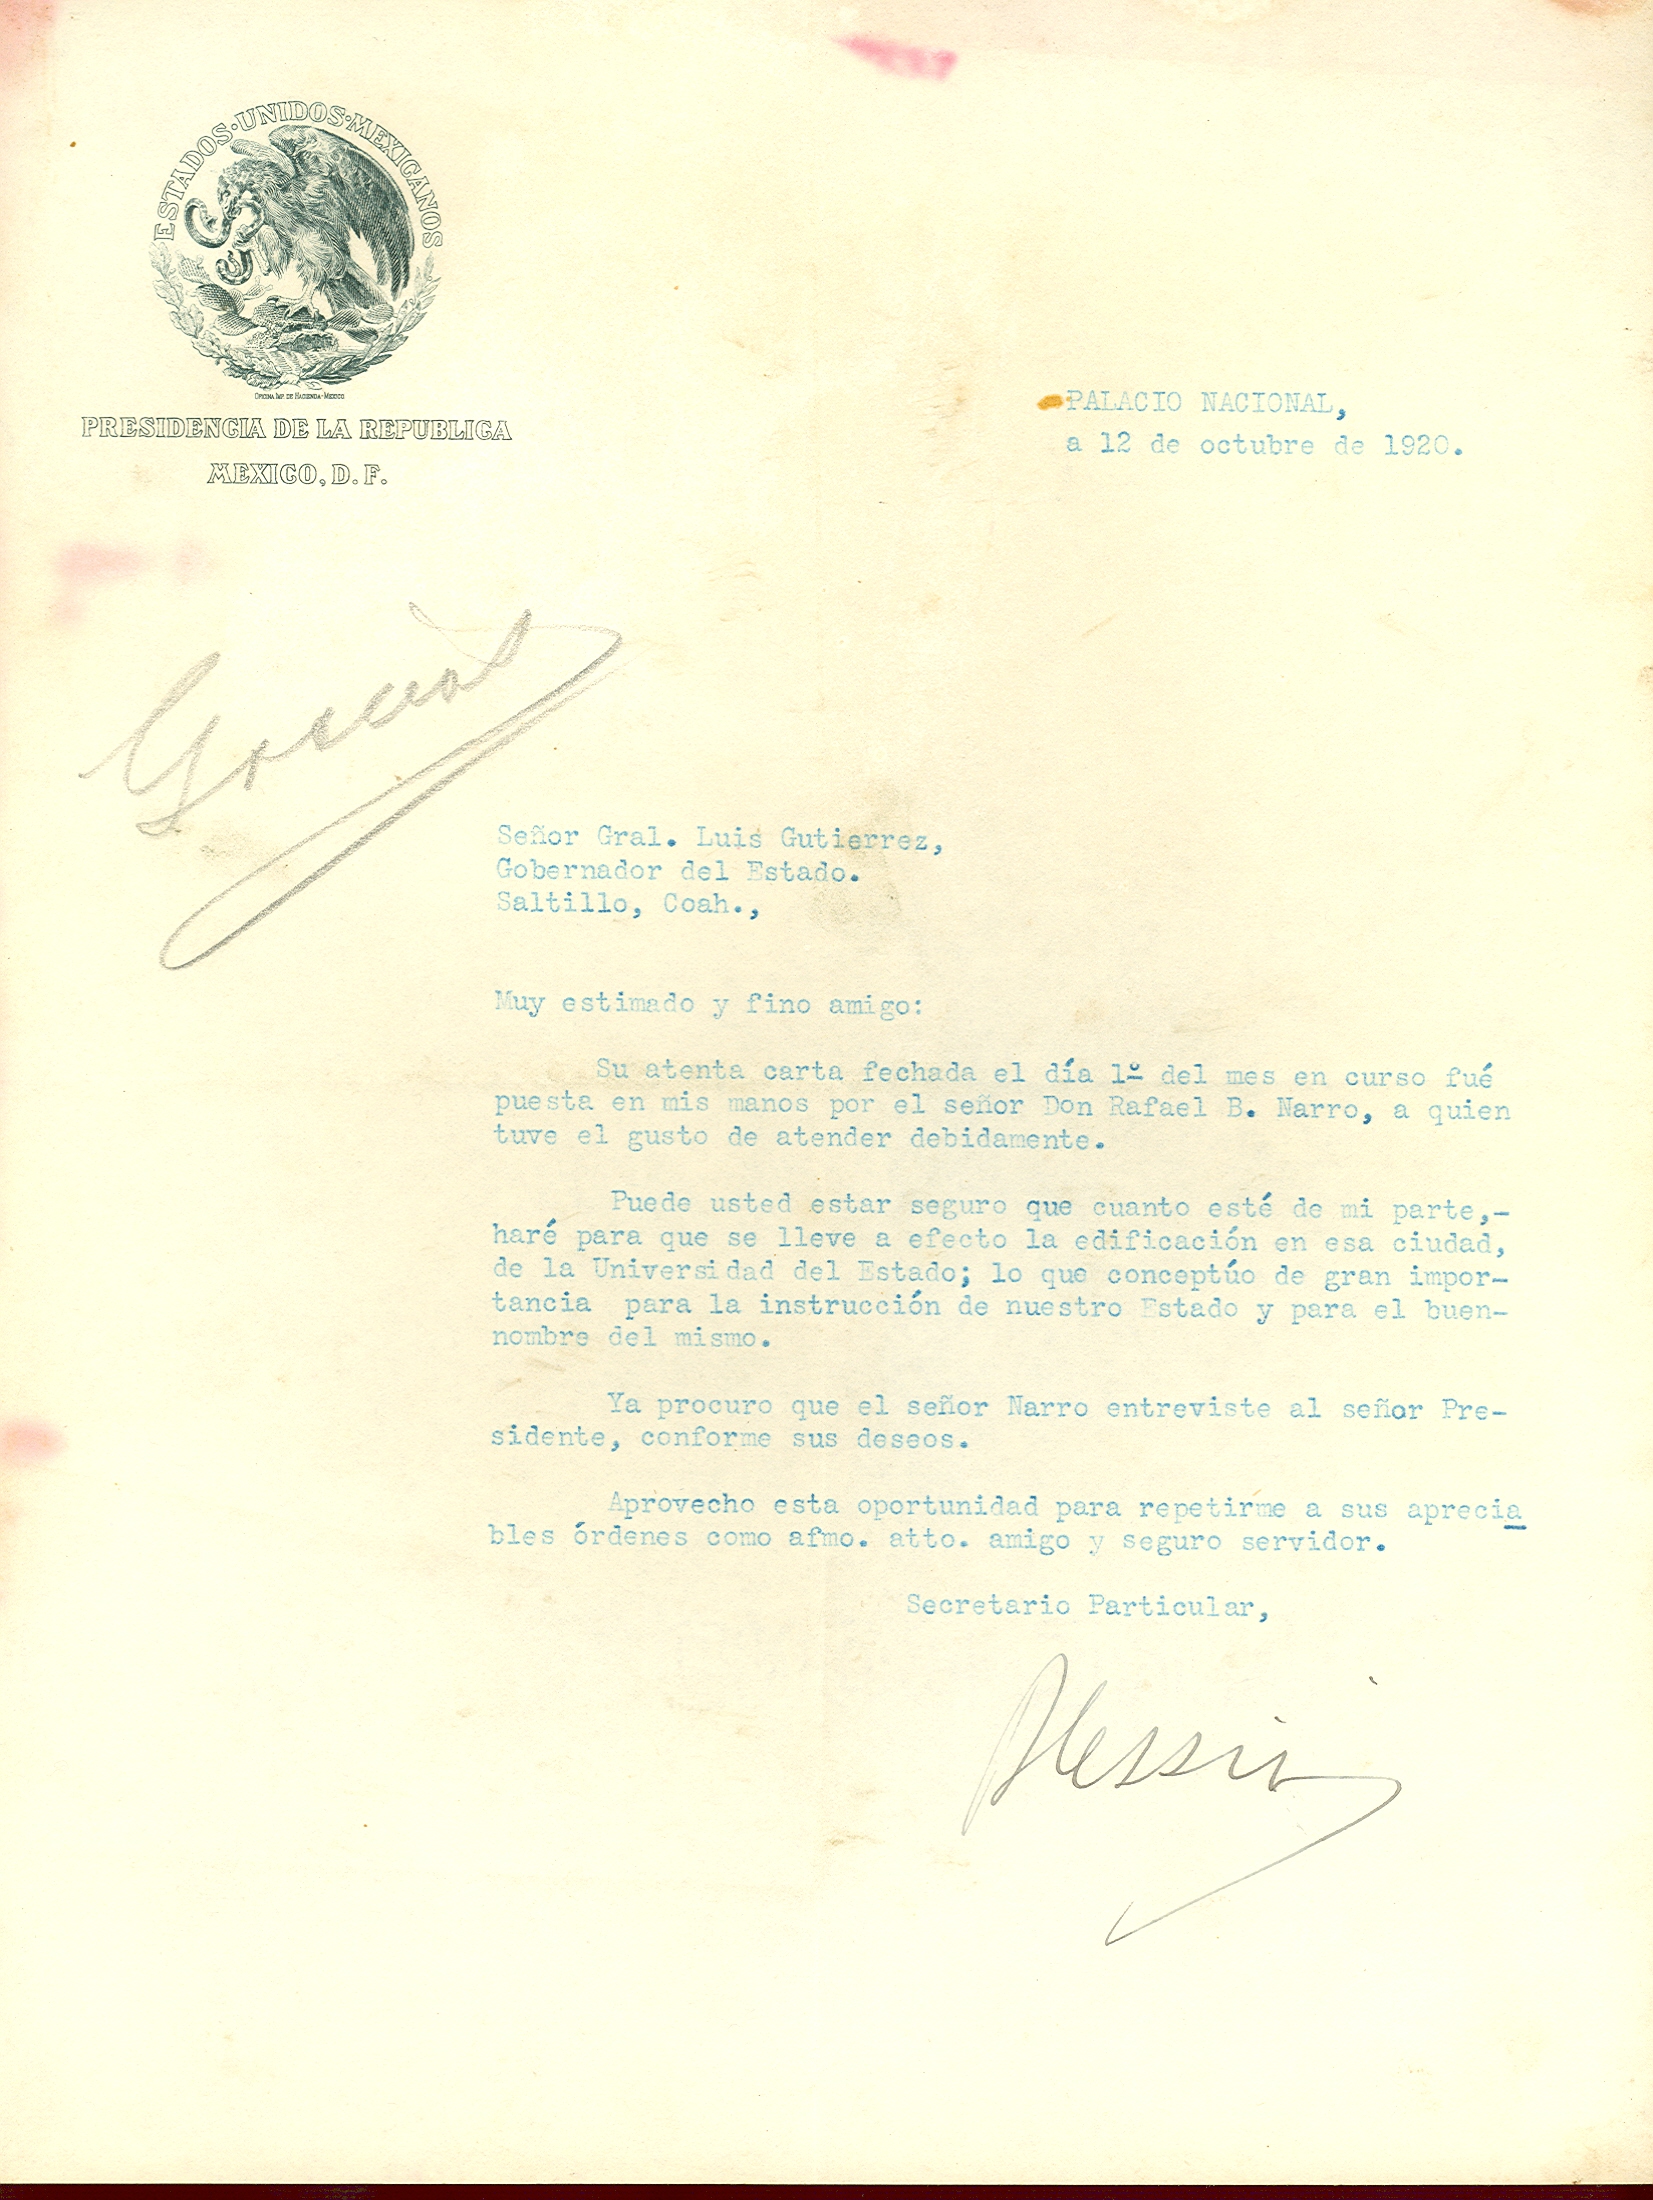 ESTADOS·UNIDOS·MEXICANOS
OFICINA IMP. DE HACIENDA-MEXICO
PRESIDENCIA DE LA REPUBLICA
MEXICO, D. F.
PALACIO NACIONAL,
a 12 de octubre de 1920.
Señor Gral. Luis Gutierrez,
Gobernador del Estado.
Saltillo, Coah.,
Muy estimado y fino amigo:
Su atenta carta fechada el día 1º del mes en curso fué
puesta en mis manos por el señor Don Rafael B. Narro, a quien
tuve el gusto de atender debidamente.
Puede usted estar seguro que cuanto esté de mi parte,-
haré para que se lleve a efecto la edificación en esa ciudad,
de la Universidad del Estado; lo que conceptúo de gran impor-
tancia para la instrucción de nuestro Estado y para el buen-
nombre del mismo.
Ya procuro que el señor Narro entreviste al señor Pre-
sidente, conforme sus deseos.
Aprovecho esta oportunidad para repetirme a sus aprecia
bles órdenes como afmo. atto. amigo y seguro servidor.
Secretario Particular,
Alessio